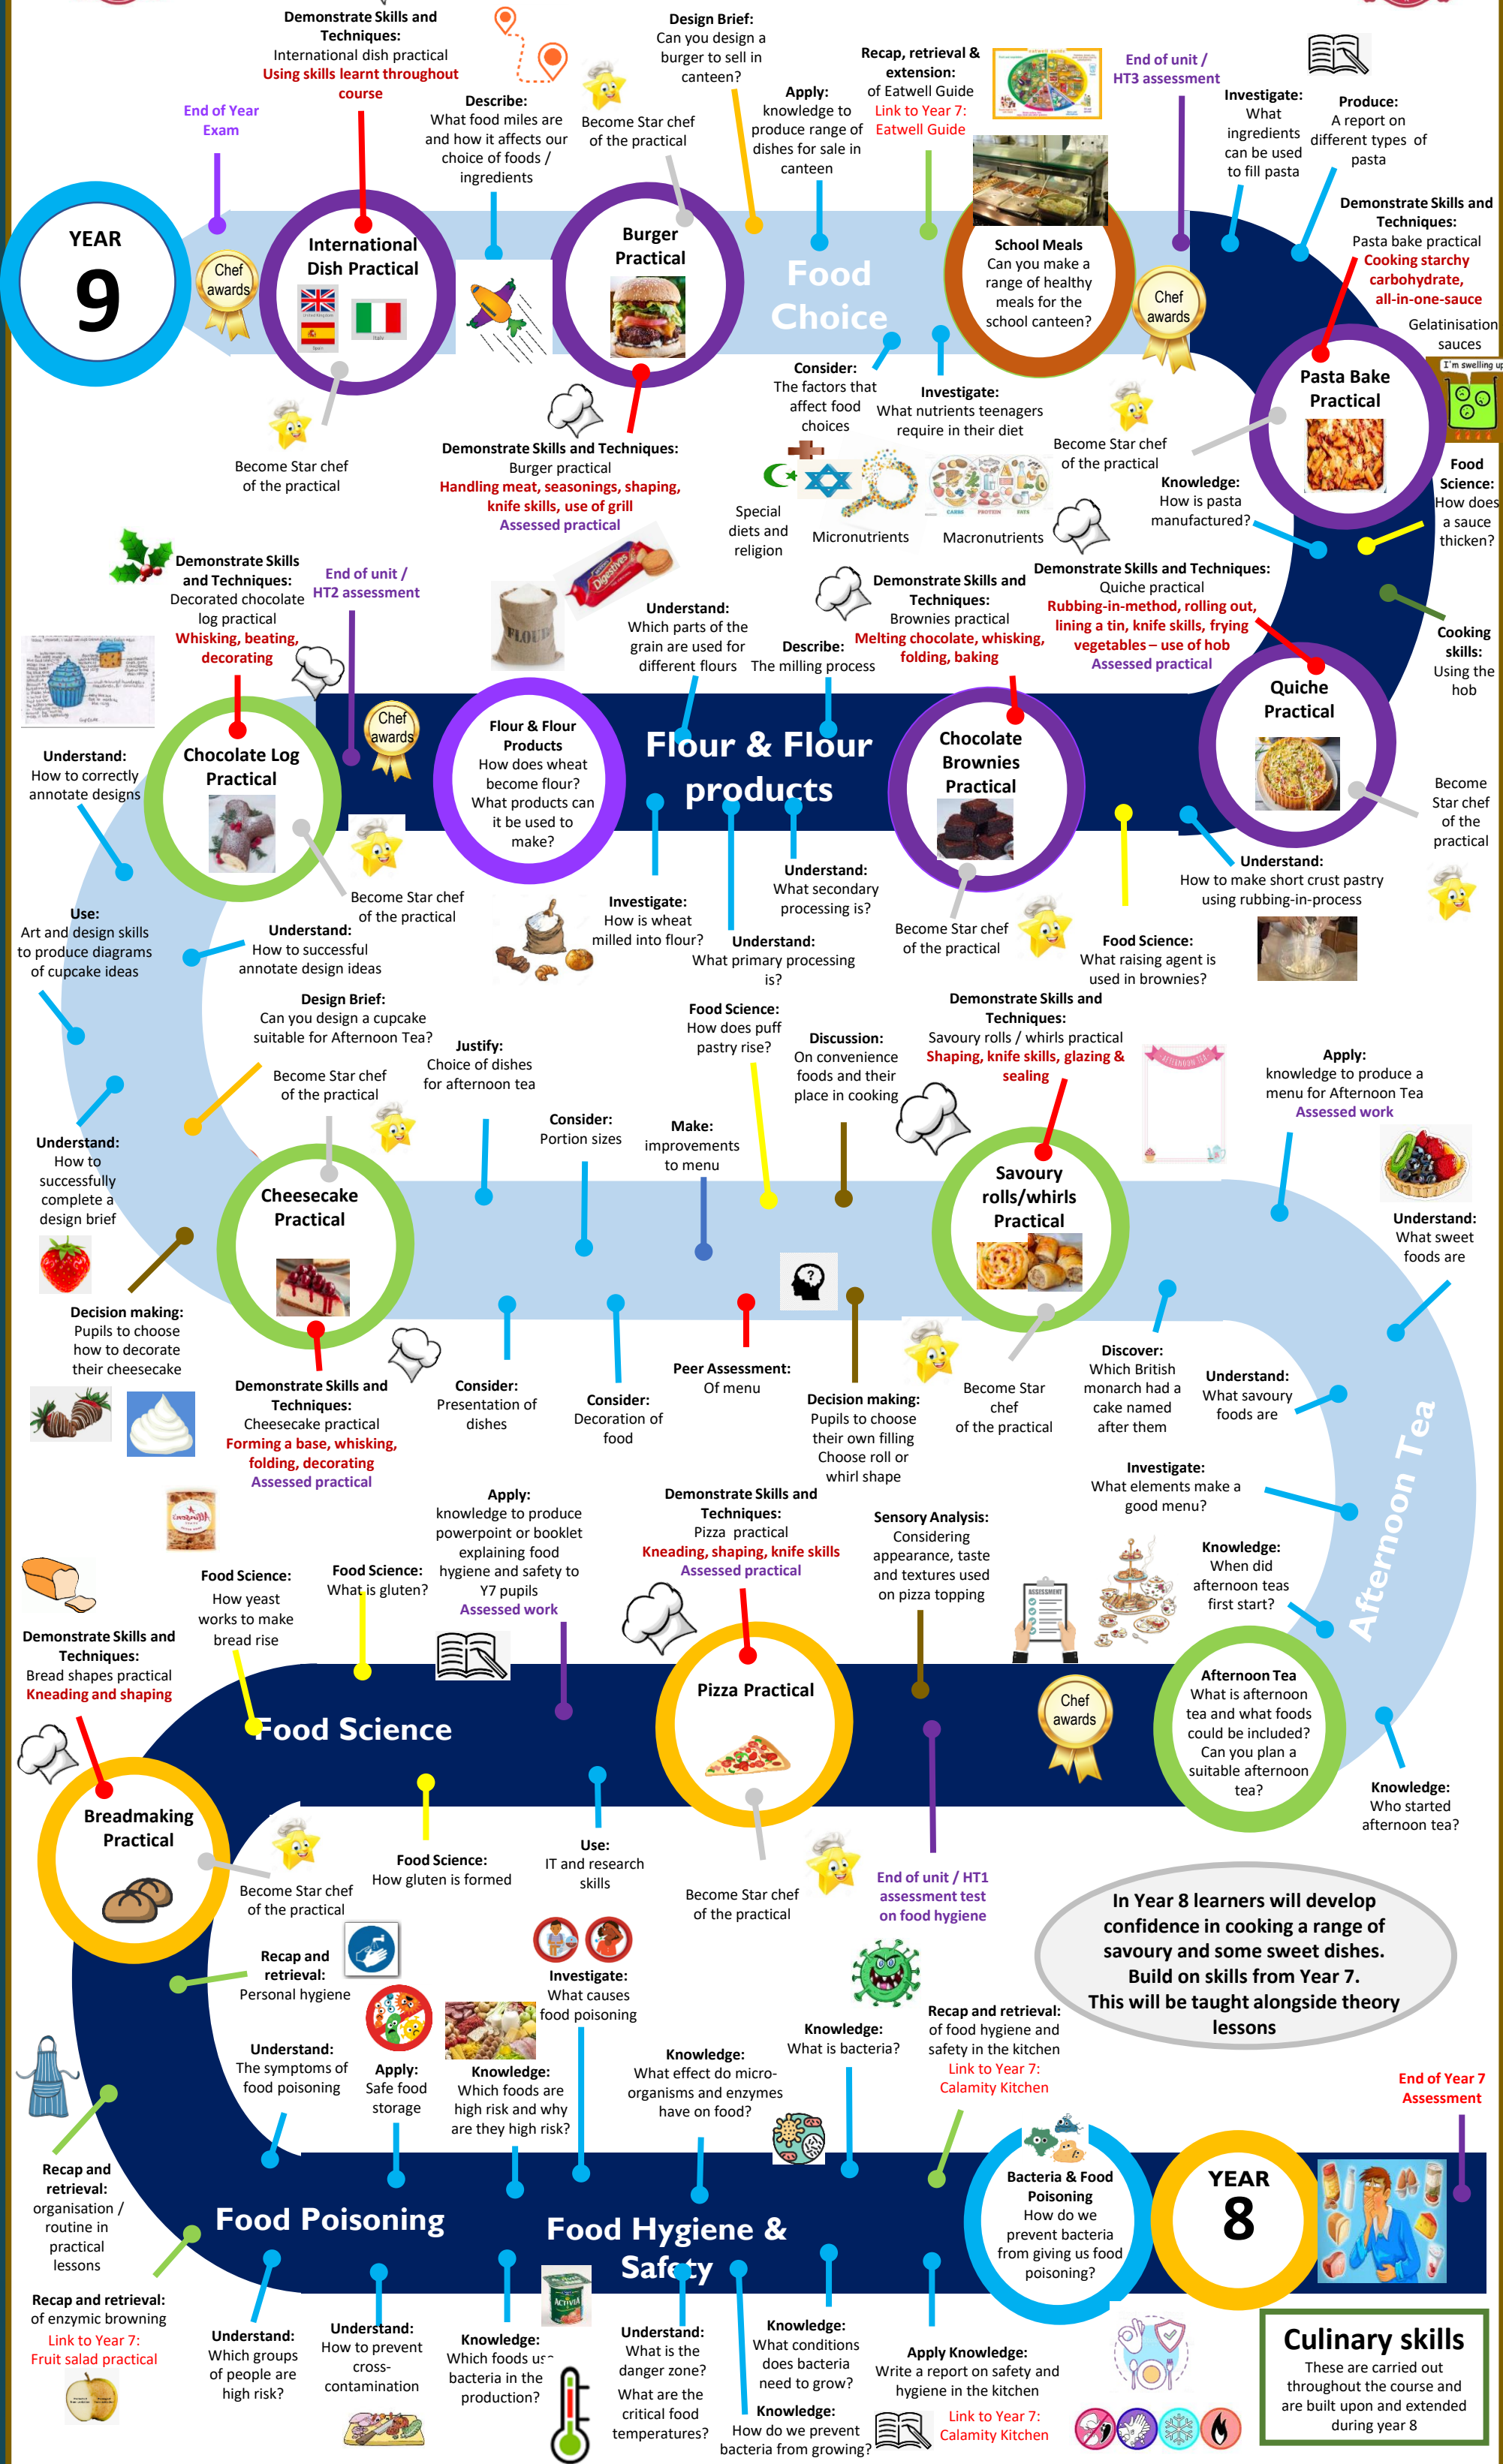 Demonstrate Skills and
Techniques:
International dish practical
Using skills learnt throughout
course
End of Year
Exam
Describe:
What food miles are
and how it affects our
choice of foods /
ingredients
Become Star chef
of the practical
Design Brief:
Can you design a
burger to sell in
canteen?
Apply:
knowledge to
produce range of
dishes for sale in
canteen
Recap, retrieval &
extension:
of Eatwell Guide
Link to Year 7:
Eatwell Guide
End of unit /
HT3 assessment
Investigate:
What
ingredients
can be used
to fill pasta
Produce:
A report on
different types of
pasta
Demonstrate Skills and
Techniques:
Pasta bake practical
Cooking starchy
carbohydrate,
all-in-one-sauce
Gelatinisation
sauces
I'm swelling up
YEAR
9
Chef
awards
International
Dish Practical
Burger
Practical
Food
Choice
School Meals
Can you make a
range of healthy
meals for the
school canteen?
Chef
awards
Pasta Bake
Practical
Become Star chef
of the practical
Demonstrate Skills and Techniques:
Burger practical
Handling meat, seasonings, shaping,
knife skills, use of grill
Assessed practical
Consider:
The factors that
affect food
choices
Investigate:
What nutrients teenagers
require in their diet
Special
diets and
religion
Micronutrients
CARBS PROTEIN FATS
Macronutrients
Become Star chef
of the practical
Knowledge:
How is pasta
manufactured?
Food
Science:
How does
a sauce
thicken?
Cooking
skills:
Using the
hob
Demonstrate Skills
and Techniques:
Decorated chocolate
log practical
Whisking, beating,
decorating
End of unit /
HT2 assessment
FLOUR
Digestives
Understand:
Which parts of the
grain are used for
different flours
Describe:
The milling process
Demonstrate Skills and
Techniques:
Brownies practical
Melting chocolate, whisking,
folding, baking
Demonstrate Skills and Techniques:
Quiche practical
Rubbing-in-method, rolling out,
lining a tin, knife skills, frying
vegetables – use of hob
Assessed practical
Quiche
Practical
Become
Star chef
of the
practical
Understand:
How to correctly
annotate designs
Chocolate Log
Practical
Chef
awards
Flour & Flour
Products
How does wheat
become flour?
What products can
it be used to
make?
Flour & Flour
products
Chocolate
Brownies
Practical
Understand:
How to make short crust pastry
using rubbing-in-process
Become Star chef
of the practical
Investigate:
How is wheat
milled into flour?
Understand:
What secondary
processing is?
Understand:
What primary processing
is?
Become Star chef
of the practical
Food Science:
What raising agent is
used in brownies?
Use:
Art and design skills
to produce diagrams
of cupcake ideas
Understand:
How to successful
annotate design ideas
Design Brief:
Can you design a cupcake
suitable for Afternoon Tea?
Become Star chef
of the practical
Justify:
Choice of dishes
for afternoon tea
Consider:
Portion sizes
Make:
improvements
to menu
Food Science:
How does puff
pastry rise?
Discussion:
On convenience
foods and their
place in cooking
Demonstrate Skills and
Techniques:
Savoury rolls / whirls practical
Shaping, knife skills, glazing &
sealing
AFTERNOON TEA
Apply:
knowledge to produce a
menu for Afternoon Tea
Assessed work
Understand:
What sweet
foods are
Understand:
How to
successfully
complete a
design brief
Cheesecake
Practical
Savoury
rolls/whirls
Practical
Decision making:
Pupils to choose
how to decorate
their cheesecake
Demonstrate Skills and
Techniques:
Cheesecake practical
Forming a base, whisking,
folding, decorating
Assessed practical
Consider:
Presentation of
dishes
Consider:
Decoration of
food
Peer Assessment:
Of menu
Decision making:
Pupils to choose
their own filling
Choose roll or
whirl shape
Become Star
chef
of the practical
Discover:
Which British
monarch had a
cake named
after them
Understand:
What savoury
foods are
Investigate:
What elements make a
good menu?
Afternoon Tea
Knowledge:
When did
afternoon teas
first start?
Food Science:
How yeast
works to make
bread rise
Food Science:
What is gluten?
Apply:
knowledge to produce
powerpoint or booklet
explaining food
hygiene and safety to
Y7 pupils
Assessed work
Demonstrate Skills and
Techniques:
Pizza practical
Kneading, shaping, knife skills
Assessed practical
Sensory Analysis:
Considering
appearance, taste
and textures used
on pizza topping
ASSESSMENT
Demonstrate Skills and
Techniques:
Bread shapes practical
Kneading and shaping
Food Science
Pizza Practical
Chef
awards
Afternoon Tea
What is afternoon
tea and what foods
could be included?
Can you plan a
suitable afternoon
tea?
Knowledge:
Who started
afternoon tea?
Breadmaking
Practical
Become Star chef
of the practical
Food Science:
How gluten is formed
Use:
IT and research
skills
Become Star chef
of the practical
End of unit / HT1
assessment test
on food hygiene
In Year 8 learners will develop
confidence in cooking a range of
savoury and some sweet dishes.
Build on skills from Year 7.
This will be taught alongside theory
lessons
Recap and
retrieval:
Personal hygiene
Understand:
The symptoms of
food poisoning
Apply:
Safe food
storage
Knowledge:
Which foods are
high risk and why
are they high risk?
Investigate:
What causes
food poisoning
Knowledge:
What effect do micro-
organisms and enzymes
have on food?
Knowledge:
What is bacteria?
Recap and retrieval:
of food hygiene and
safety in the kitchen
Link to Year 7:
Calamity Kitchen
End of Year 7
Assessment
Recap and
retrieval:
organisation /
routine in
practical
lessons
Food Poisoning
Food Hygiene &
Safety
Bacteria & Food
Poisoning
How do we
prevent bacteria
from giving us food
poisoning?
YEAR
8
Recap and retrieval:
of enzymic browning
Link to Year 7:
Fruit salad practical
Understand:
Which groups
of people are
high risk?
Understand:
How to prevent
cross-
contamination
Knowledge:
Which foods use
bacteria in the
production?
ACTIVIA
Understand:
What is the
danger zone?
What are the
critical food
temperatures?
Knowledge:
What conditions
does bacteria
need to grow?
Knowledge:
How do we prevent
bacteria from growing?
Apply Knowledge:
Write a report on safety and
hygiene in the kitchen
Link to Year 7:
Calamity Kitchen
Culinary skills
These are carried out
throughout the course and
are built upon and extended
during year 8